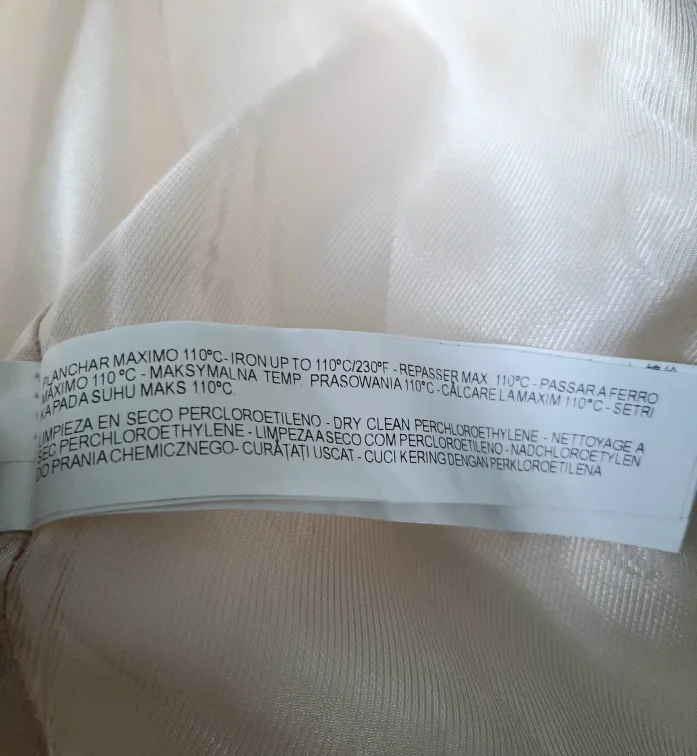 PLANCHAR MAXIMO 110ºC - IRON UP TO 110ºC/230ºF - REPASSER MAX. 110ºC - PASSAR A FERRO
MÁXIMO 110 ºC - MAKSYMALNA TEMP. PRASOWANIA 110ºC - CĂLCARE LA MAXIM 110ºC - SETRI
KAPADA SUHU MAKS 110ºC.
LIMPIEZA EN SECO PERCLOROETILENO - DRY CLEAN PERCHLOROETHYLENE - NETTOYAGE A
SEC PERCHLOROETHYLENE - LIMPEZA A SECO COM PERCLOROETILENO - NADCHLOROETYLEN
DO PRANIA CHEMICZNEGO - CURĂȚAȚI USCAT - CUCI KERING DENGAN PERKLOROETILENA